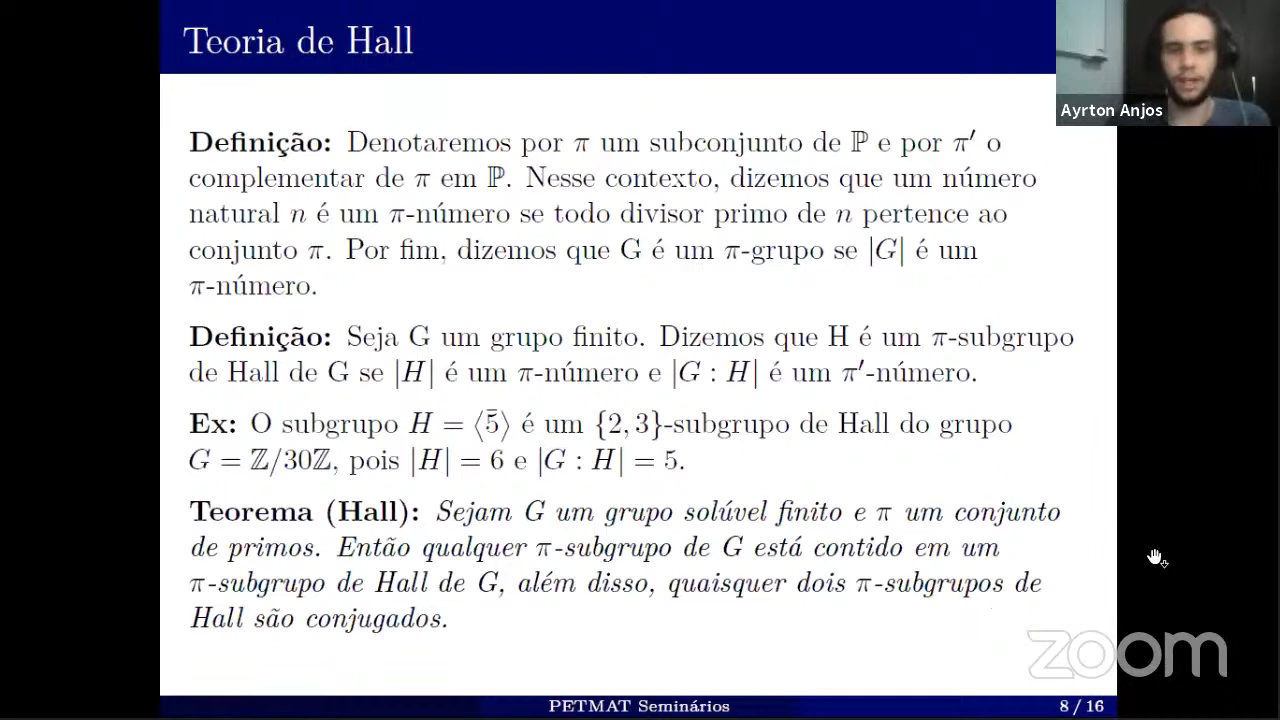 Teoria de Hall
Ayrton Anjos
Definição: Denotaremos por π um subconjunto de ℙ e por π′ o
complementar de π em ℙ. Nesse contexto, dizemos que um número
natural n é um π-número se todo divisor primo de n pertence ao
conjunto π. Por fim, dizemos que G é um π-grupo se |G| é um
π-número.
Definição: Seja G um grupo finito. Dizemos que H é um π-subgrupo
de Hall de G se |H| é um π-número e |G : H| é um π′-número.
Ex: O subgrupo H = ⟨5̄⟩ é um {2, 3}-subgrupo de Hall do grupo
G = ℤ/30ℤ, pois |H| = 6 e |G : H| = 5.
Teorema (Hall): Sejam G um grupo solúvel finito e π um conjunto
de primos. Então qualquer π-subgrupo de G está contido em um
π-subgrupo de Hall de G, além disso, quaisquer dois π-subgrupos de
Hall são conjugados.
zoom
PETMAT Seminários
8 / 16